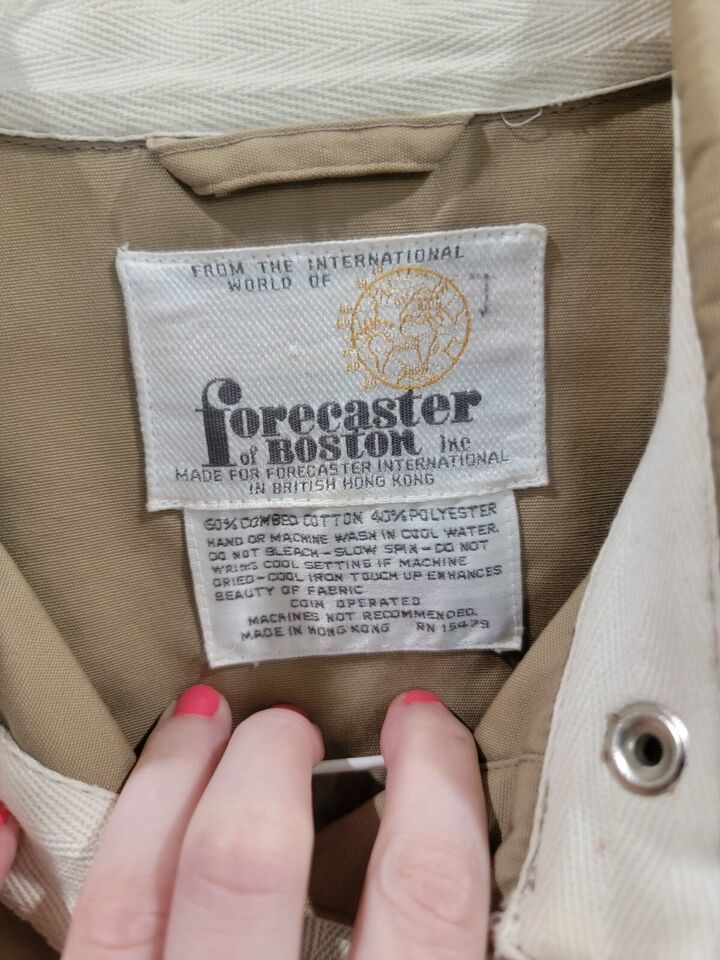 FROM THE INTERNATIONAL
WORLD OF
forecaster
of BOSTON Inc
MADE FOR FORECASTER INTERNATIONAL
IN BRITISH HONG KONG
60% COMBED COTTON 40% POLYESTER
HAND OR MACHINE WASH IN COOL WATER.
DO NOT BLEACH-SLOW SPIN-DO NOT
WRING COOL SETTING IF MACHINE
DRIED-COOL IRON TOUCH UP ENHANCES
BEAUTY OF FABRIC
COIN OPERATED
MACHINES NOT RECOMMENDED.
MADE IN HONG KONG RN 15479